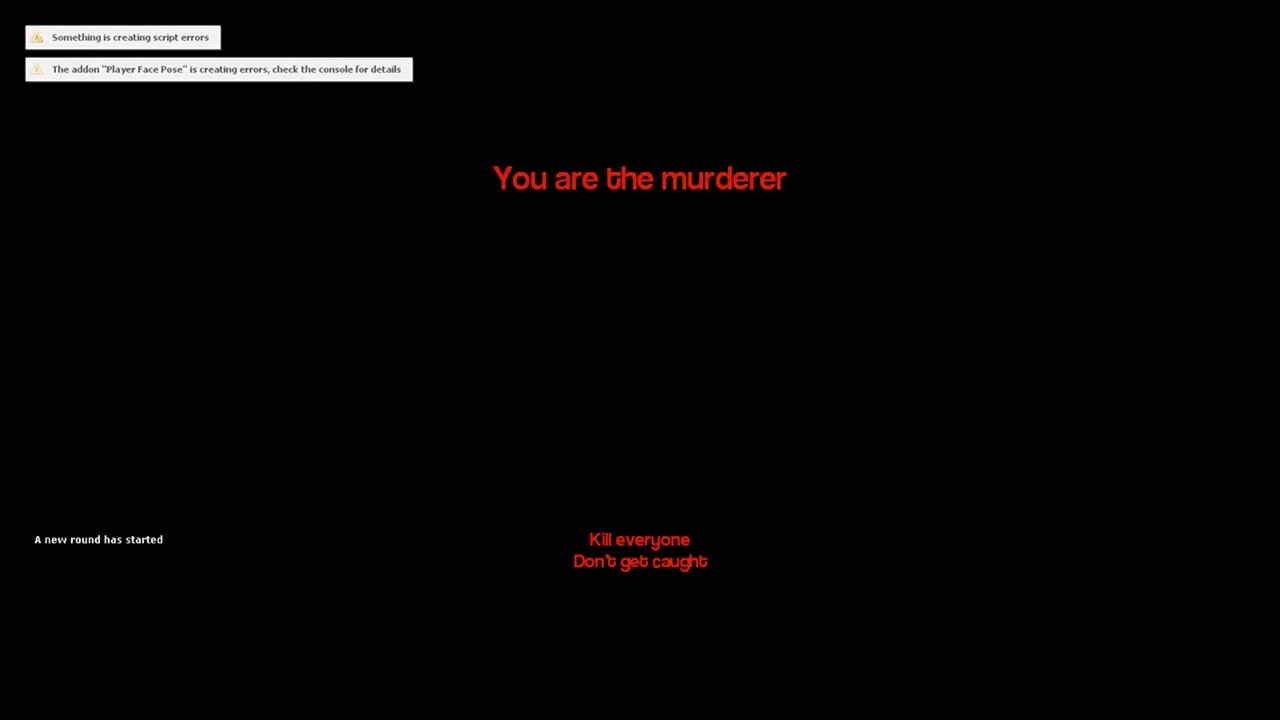 Something is creating script errors
The addon "Player Face Pose" is creating errors, check the console for details
You are the murderer
A new round has started
Kill everyone
Don't get caught